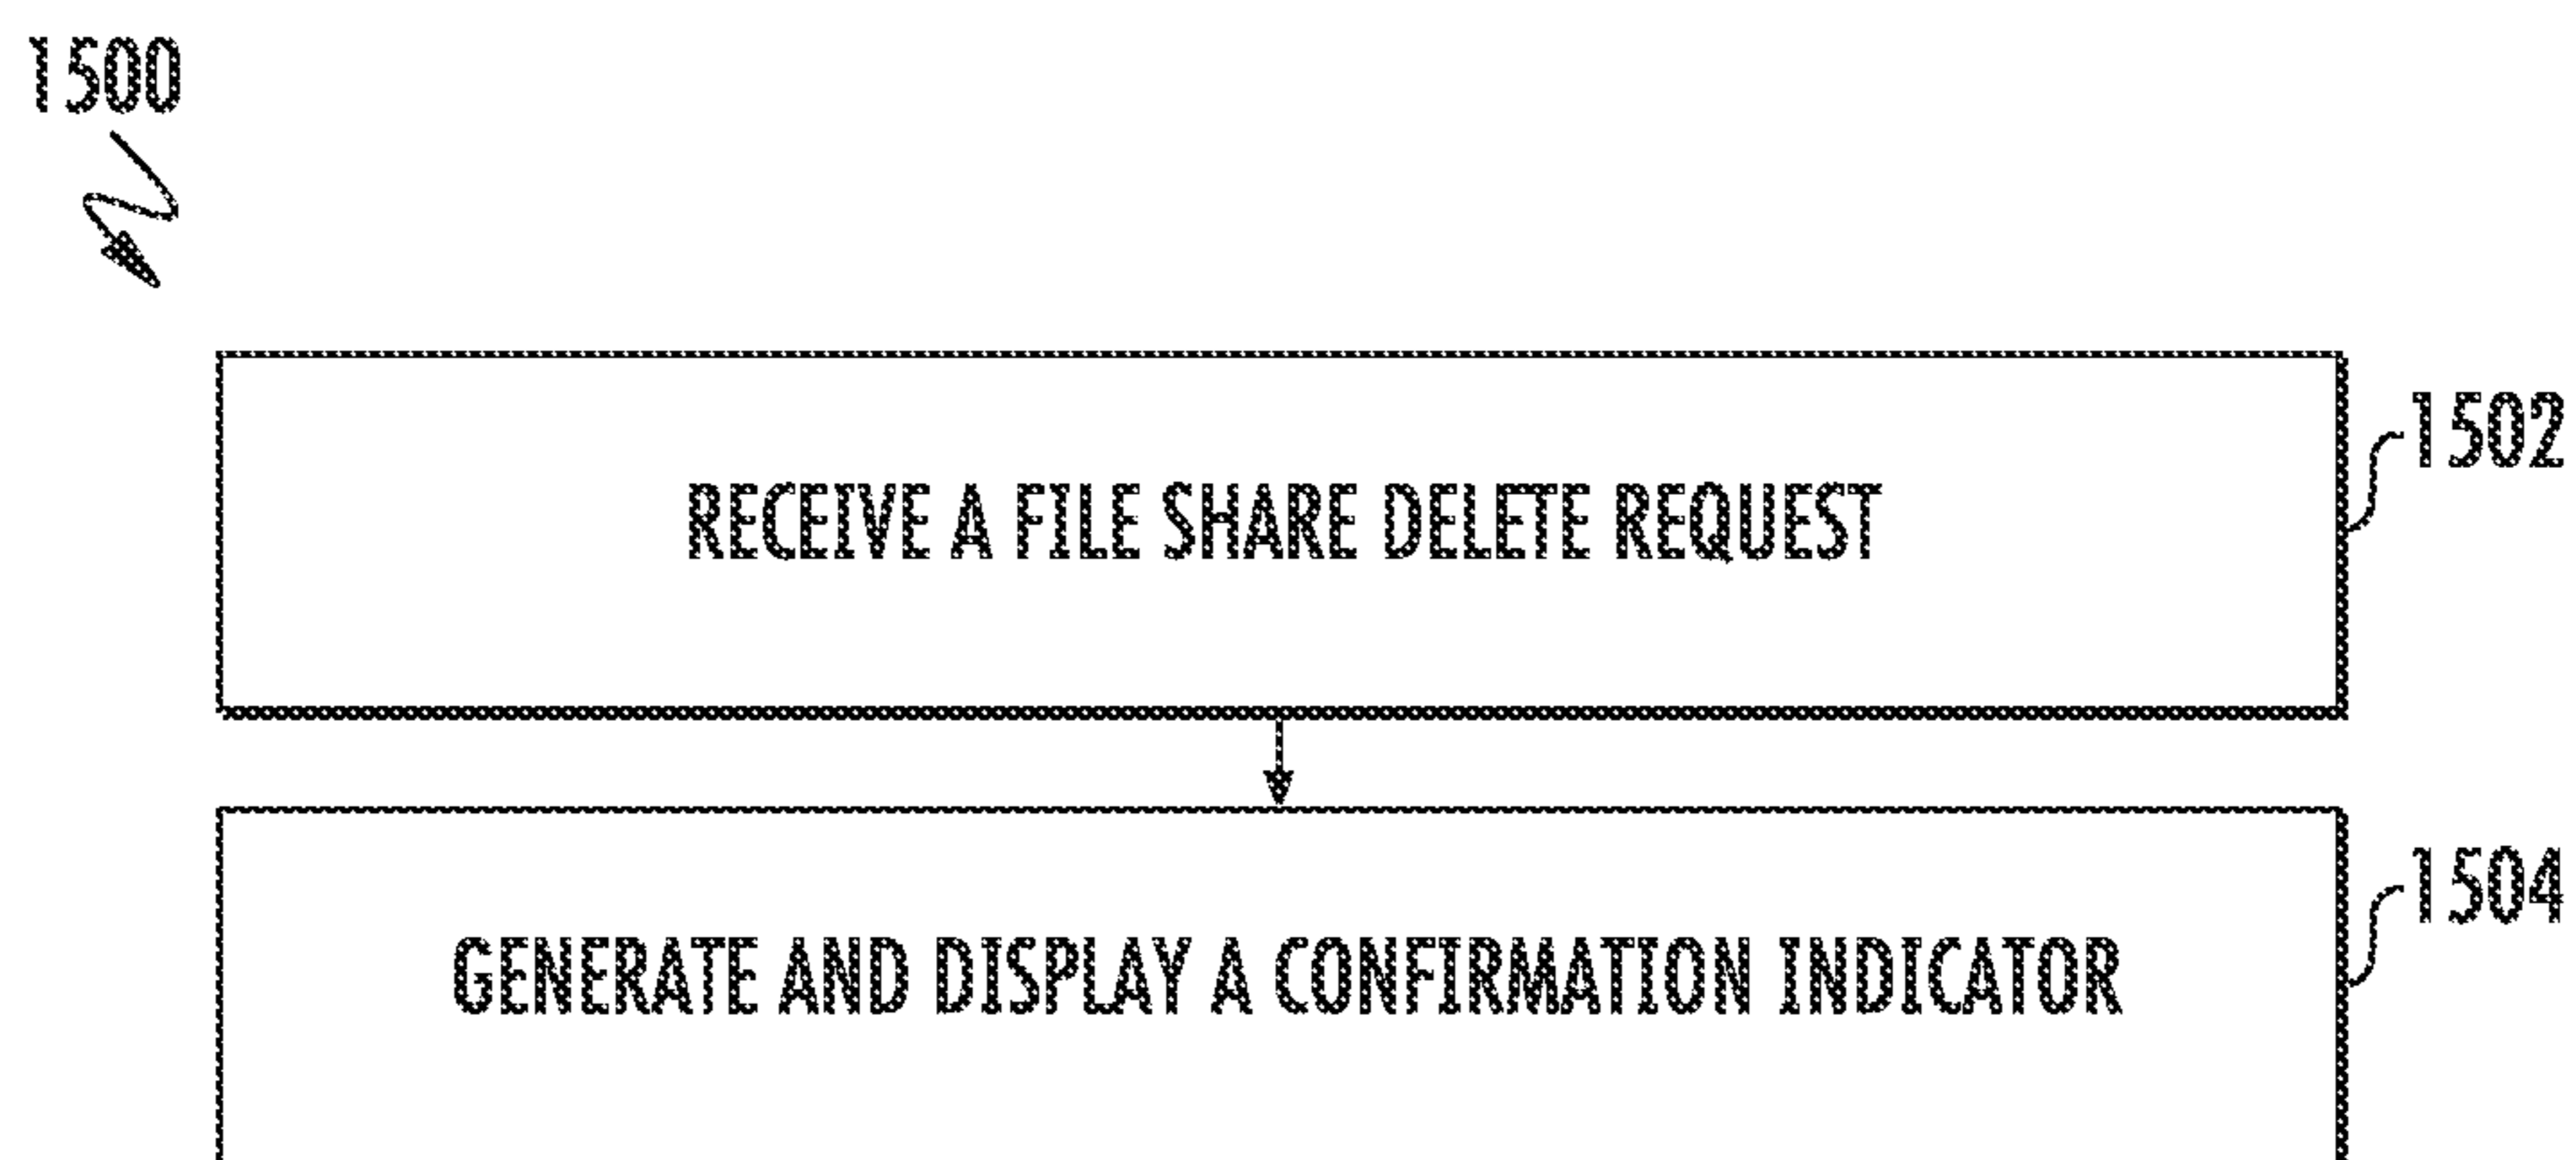 1500
RECEIVE A FILE SHARE DELETE REQUEST
1502
GENERATE AND DISPLAY A CONFIRMATION INDICATOR
1504